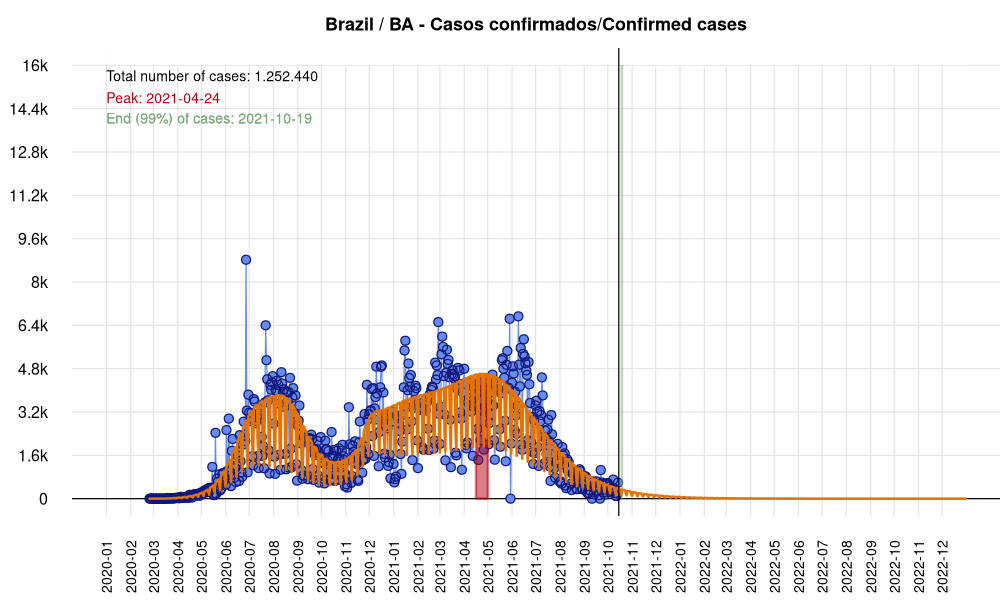 Brazil / BA - Casos confirmados/Confirmed cases
16k
Total number of cases: 1.252.440
Peak: 2021-04-24
14.4k
End (99%) of cases: 2021-10-19
12.8k
11.2k
9.6k
8k
6.4k
4.8k
3.2k
1.6k
0
2020-01
2020-02
2020-03
2020-04
2020-05
2020-06
2020-07
2020-08
2020-09
2020-10
2020-11
2020-12
2021-01
2021-02
2021-03
2021-04
2021-05
2021-06
2021-07
2021-08
2021-09
2021-10
2021-11
2021-12
2022-01
2022-02
2022-03
2022-04
2022-05
2022-06
2022-07
2022-08
2022-09
2022-10
2022-11
2022-12